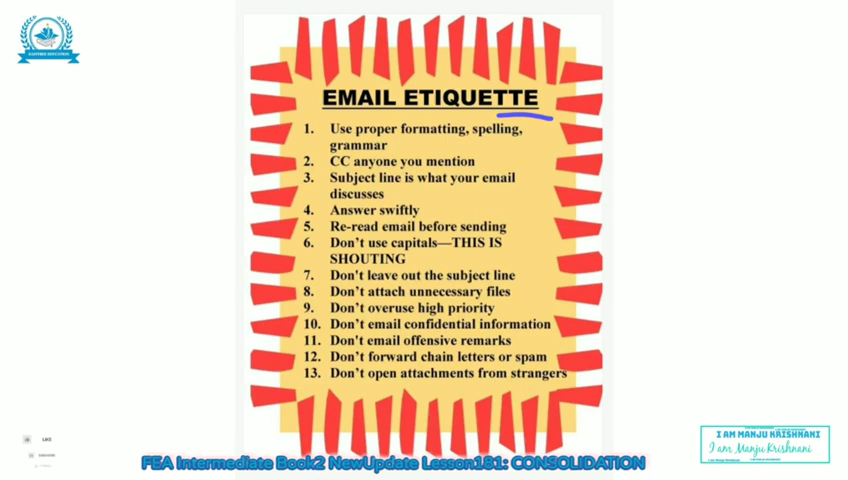 EMAIL ETIQUETTE
1. Use proper formatting, spelling,
grammar
2. CC anyone you mention
3. Subject line is what your email
discusses
4. Answer swiftly
5. Re-read email before sending
6. Don’t use capitals—THIS IS
SHOUTING
7. Don't leave out the subject line
8. Don’t attach unnecessary files
9. Don’t overuse high priority
10. Don’t email confidential information
11. Don't email offensive remarks
12. Don’t forward chain letters or spam
13. Don’t open attachments from strangers
LIKE
I AM MANJU KRISHNANI
I am Manju Krishnani
FEA Intermediate Book2 NewUpdate Lesson181: CONSOLIDATION